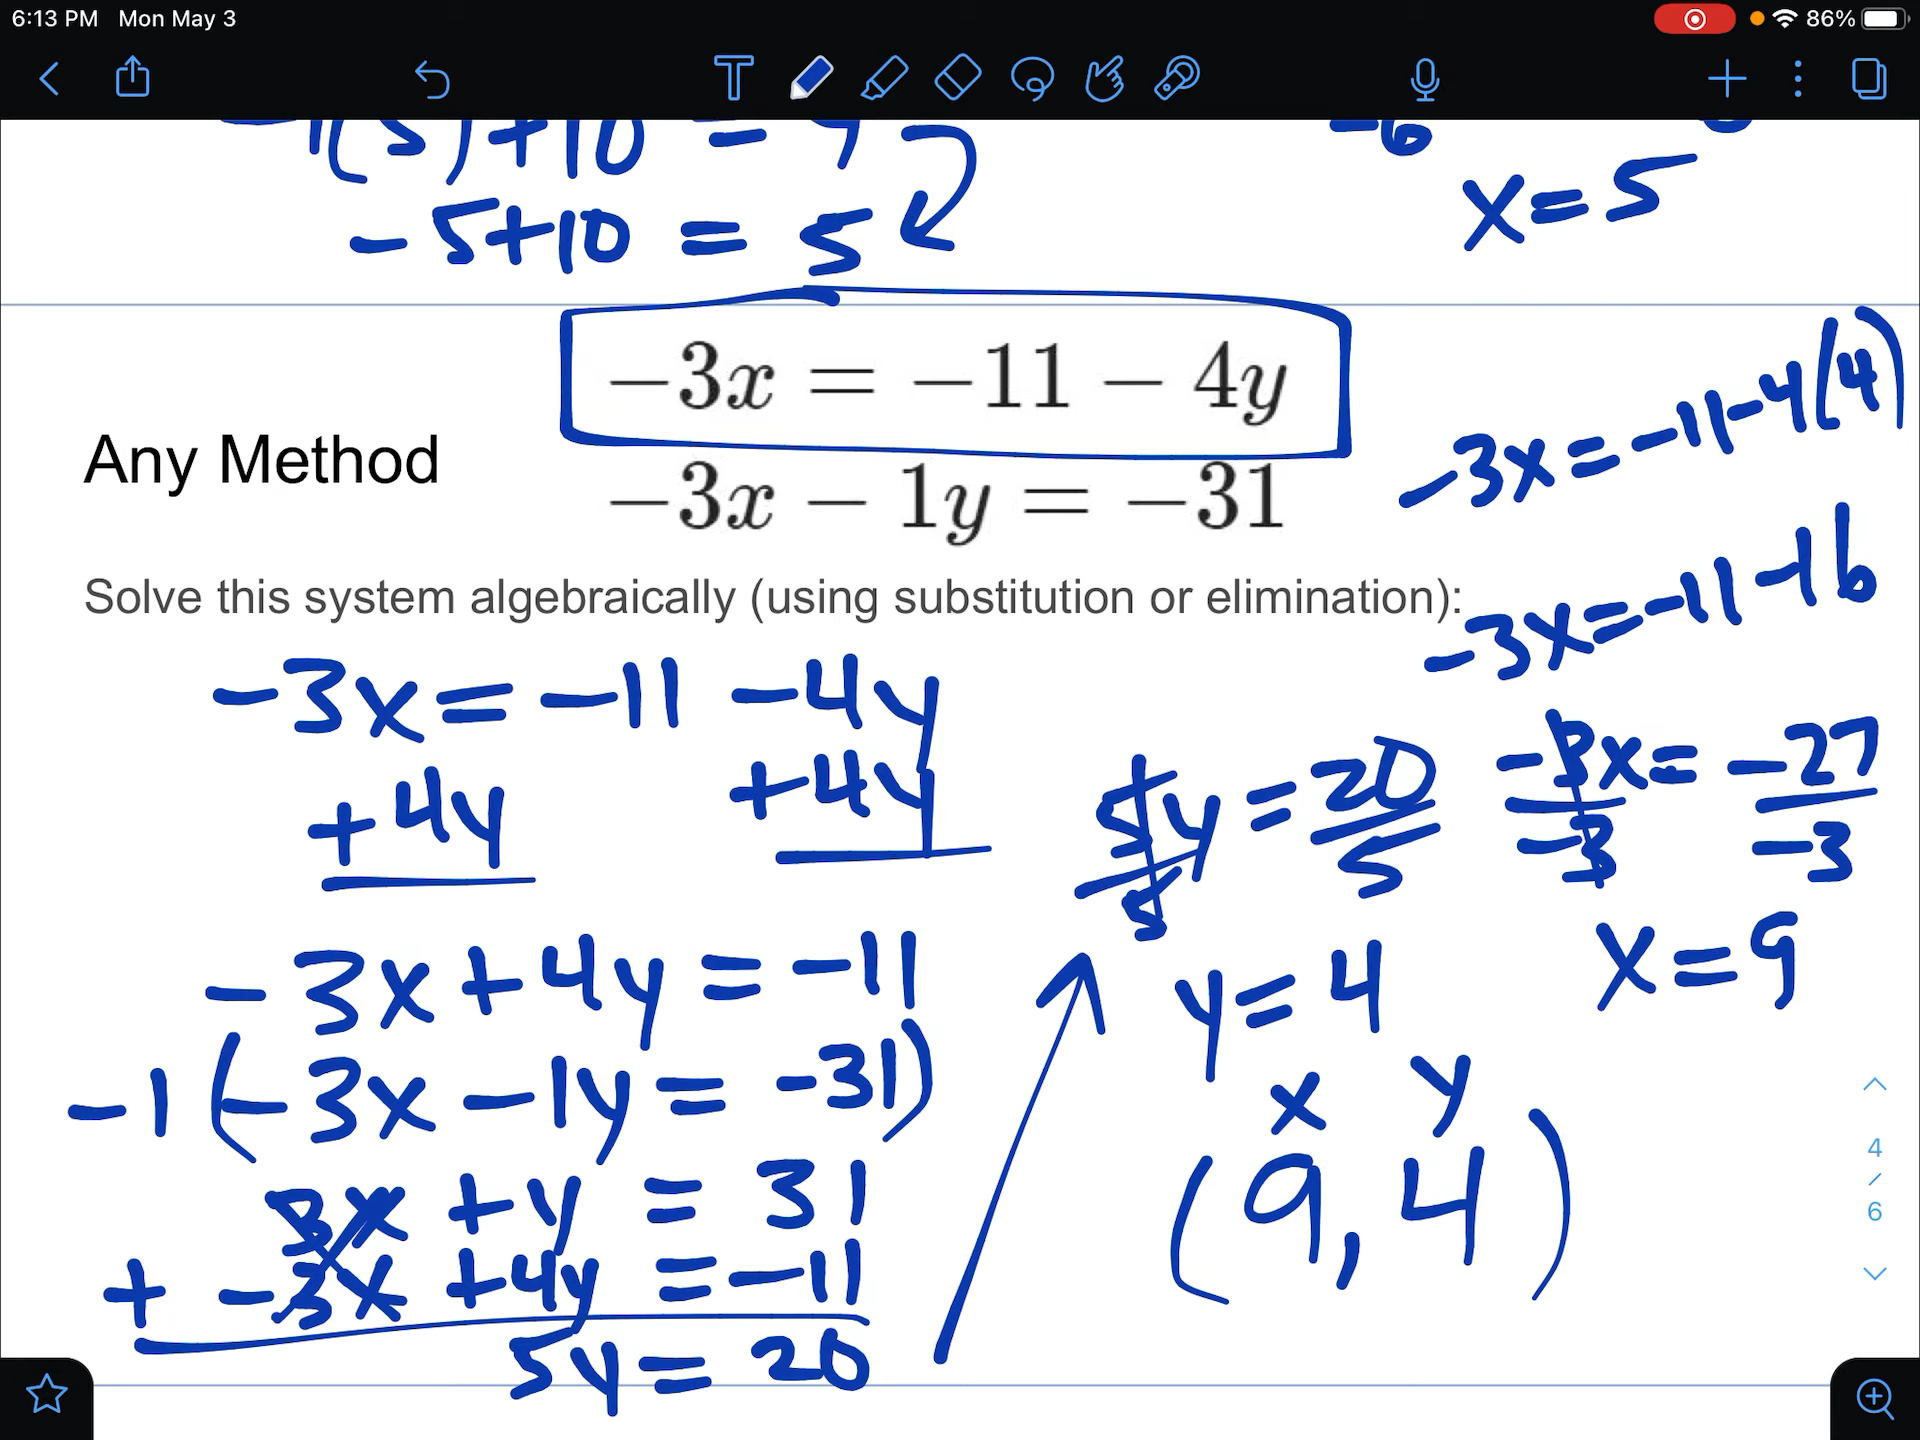 6:13 PM Mon May 3
86%
-1(5)+10 =
-5+10 = 5
-6
x=5
−3x = −11 − 4y
Any Method
−3x − 1y = −31
Solve this system algebraically (using substitution or elimination):
-3x = -11 -4y
+4y +4y
-3x+4y = -11
-1(-3x -1y = -31)
3x +y = 31
+ -3x +4y = -11
5y = 20
5y = 20
5 5
y = 4
x y
(9, 4)
-3x = -11-4(4)
-3x = -11-16
-3x = -27
-3 -3
x = 9
4
/
6